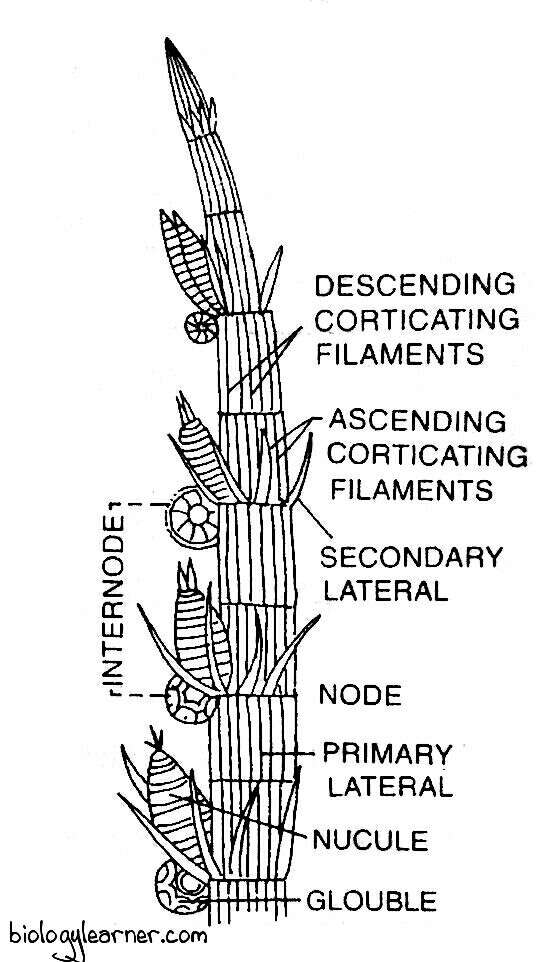 DESCENDING
CORTICATING
FILAMENTS
ASCENDING
CORTICATING
FILAMENTS
SECONDARY
LATERAL
INTERNODE
NODE
PRIMARY
LATERAL
NUCULE
GLOUBLE
biologylearner.com